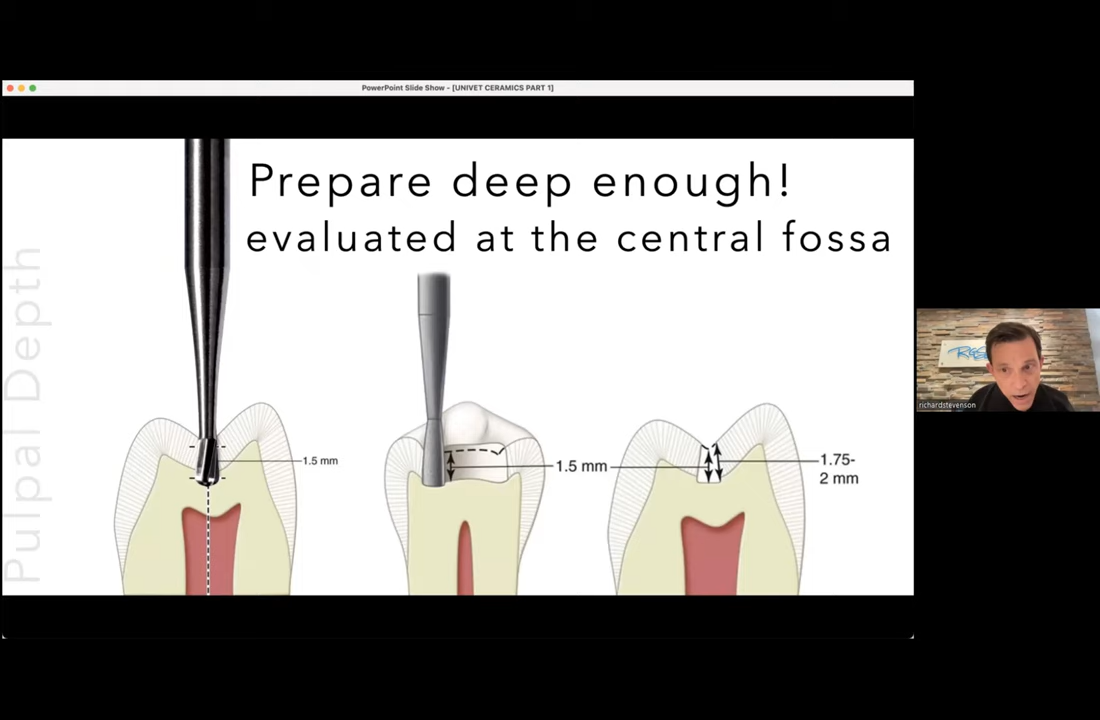 PowerPoint Slide Show - [UNIVET CERAMICS PART 1]
Prepare deep enough!
evaluated at the central fossa
Pulpal Depth
1.5 mm
1.5 mm
1.75-
2 mm
richardstevenson